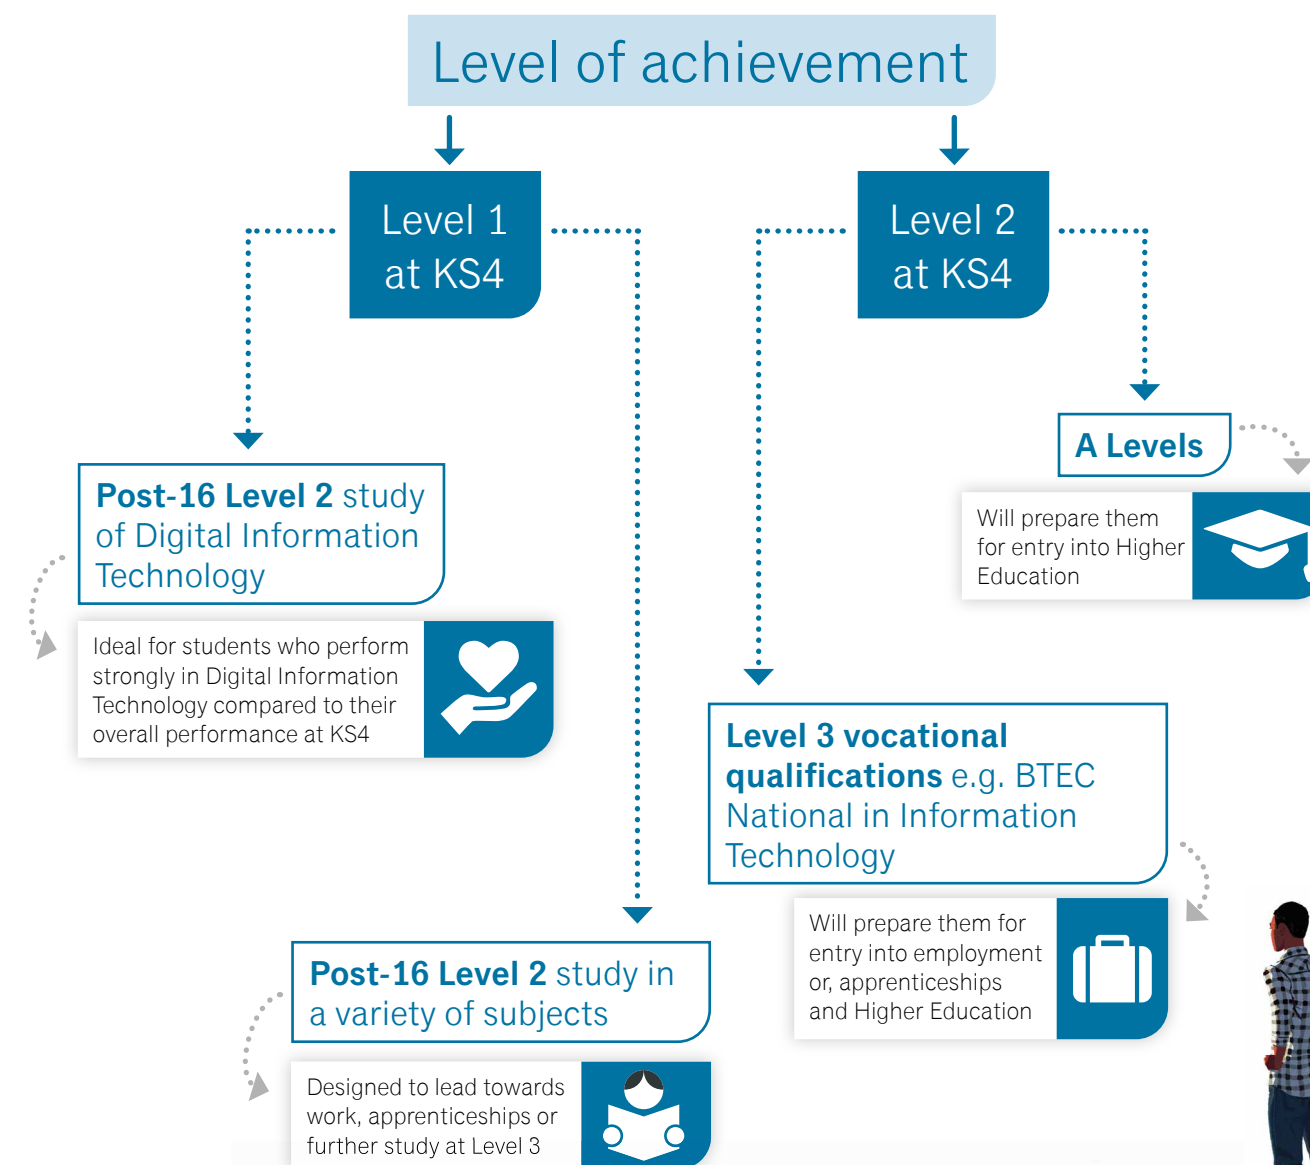 Level of achievement
Level 1
at KS4
Level 2
at KS4
A Levels
Will prepare them
for entry into Higher
Education
Post-16 Level 2 study
of Digital Information
Technology
Ideal for students who perform
strongly in Digital Information
Technology compared to their
overall performance at KS4
Level 3 vocational
qualifications e.g. BTEC
National in Information
Technology
Will prepare them for
entry into employment
or, apprenticeships
and Higher Education
Post-16 Level 2 study in
a variety of subjects
Designed to lead towards
work, apprenticeships or
further study at Level 3